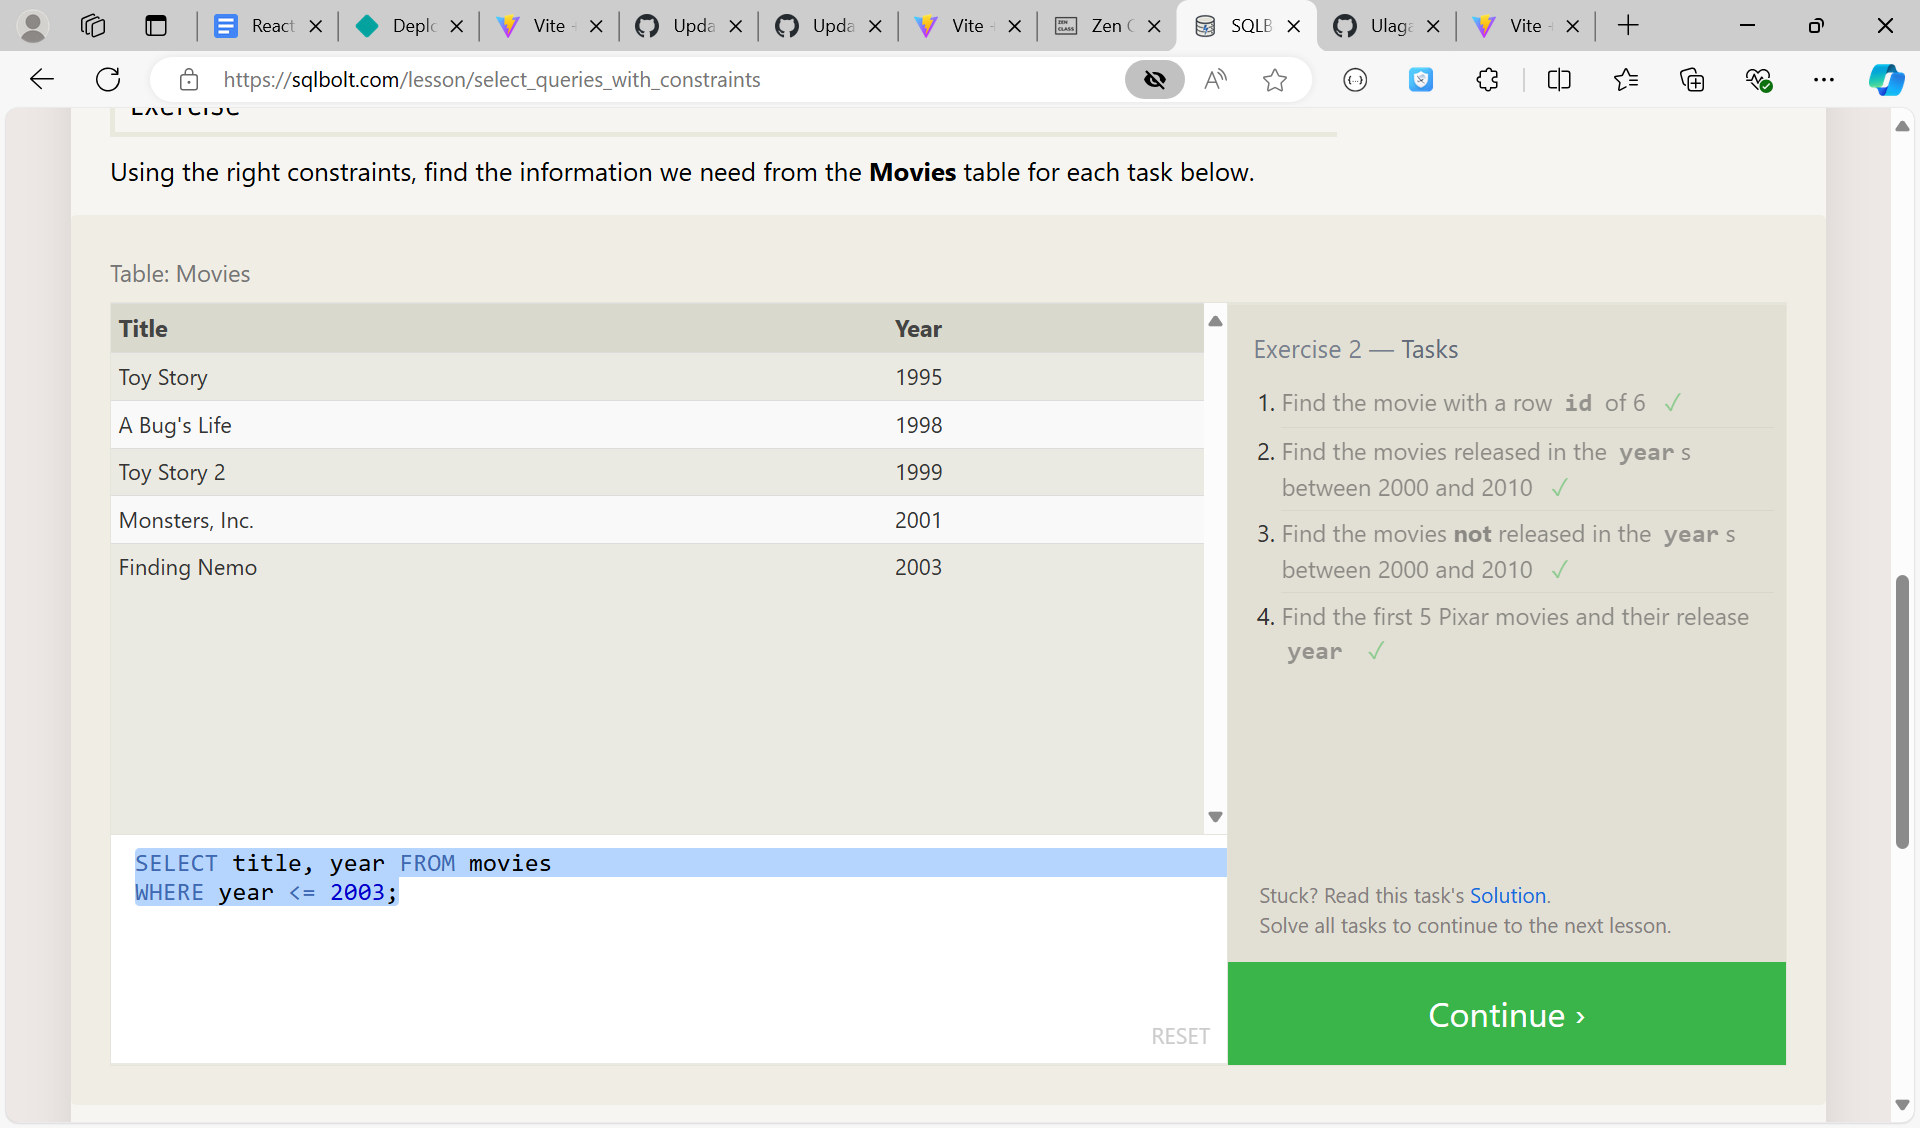 React
Deplo
Vite
Upda
Upda
Vite
Zen C
SQLB
Ulaga
Vite
https://sqlbolt.com/lesson/select_queries_with_constraints
Exercise
Using the right constraints, find the information we need from the Movies table for each task below.
Table: Movies
Title Year
Toy Story 1995
A Bug's Life 1998
Toy Story 2 1999
Monsters, Inc. 2001
Finding Nemo 2003
SELECT title, year FROM movies
WHERE year <= 2003;
RESET
Exercise 2 — Tasks
1. Find the movie with a row id of 6 ✓
2. Find the movies released in the year s
between 2000 and 2010 ✓
3. Find the movies not released in the year s
between 2000 and 2010 ✓
4. Find the first 5 Pixar movies and their release
year ✓
Stuck? Read this task's Solution.
Solve all tasks to continue to the next lesson.
Continue ›